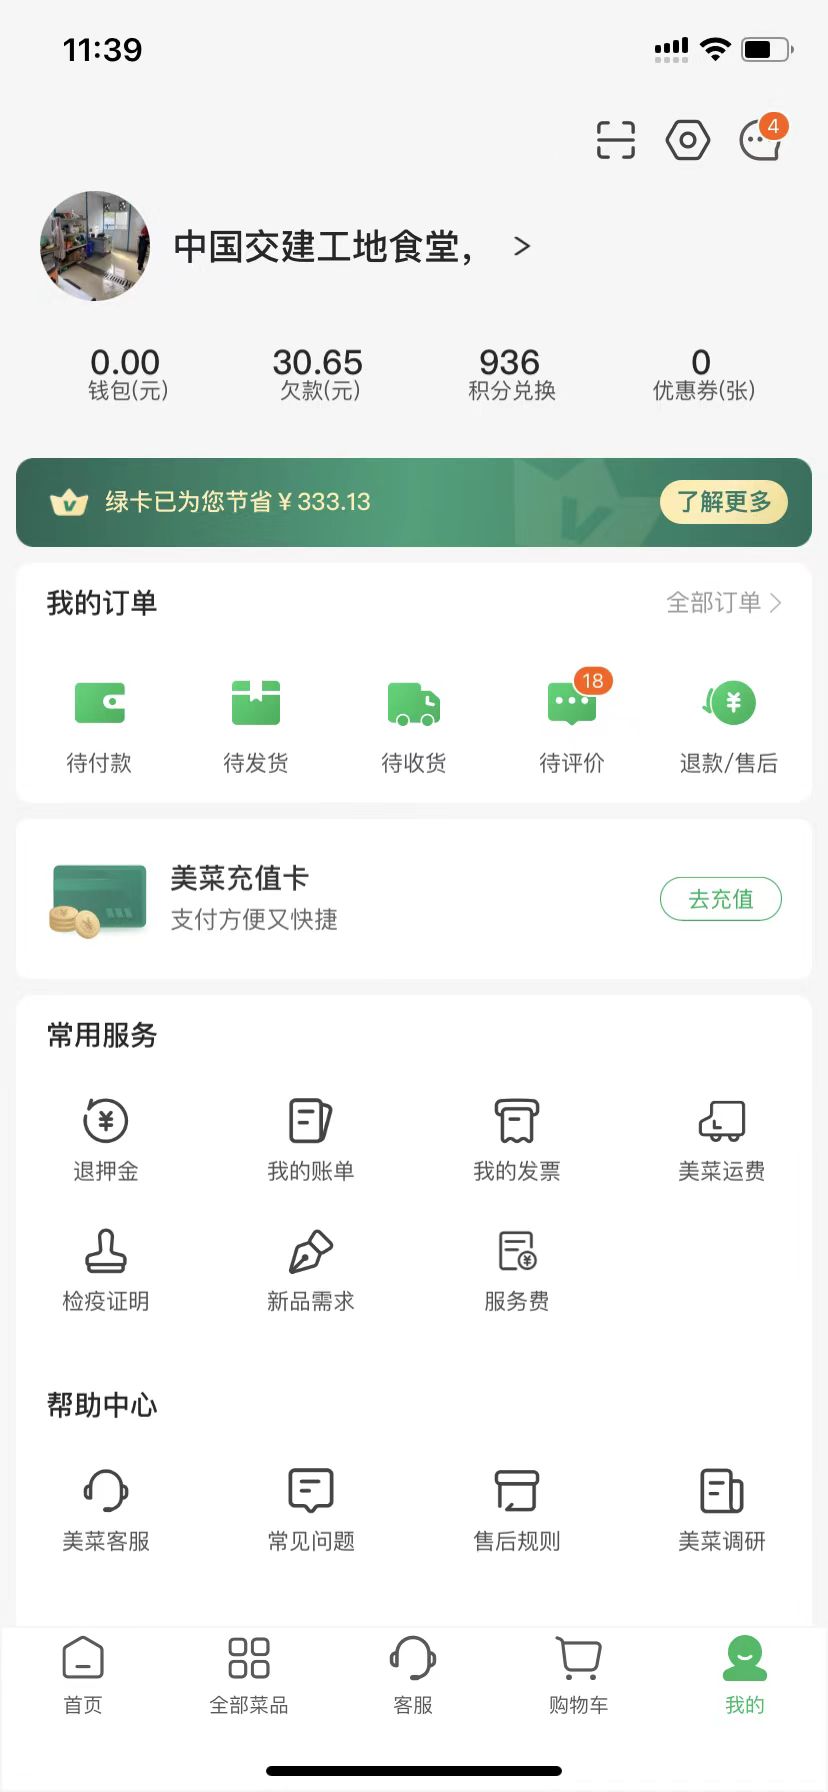 11:39
4
中国交建工地食堂， >
0.00 30.65 936 0
钱包(元) 欠款(元) 积分兑换 优惠券(张)
绿卡已为您节省￥333.13 了解更多
我的订单 全部订单
18
待付款 待发货 待收货 待评价 退款/售后
美菜充值卡
支付方便又快捷
去充值
常用服务
退押金 我的账单 我的发票 美菜运费
检疫证明 新品需求 服务费
帮助中心
美菜客服 常见问题 售后规则 美菜调研
首页 全部菜品 客服 购物车 我的